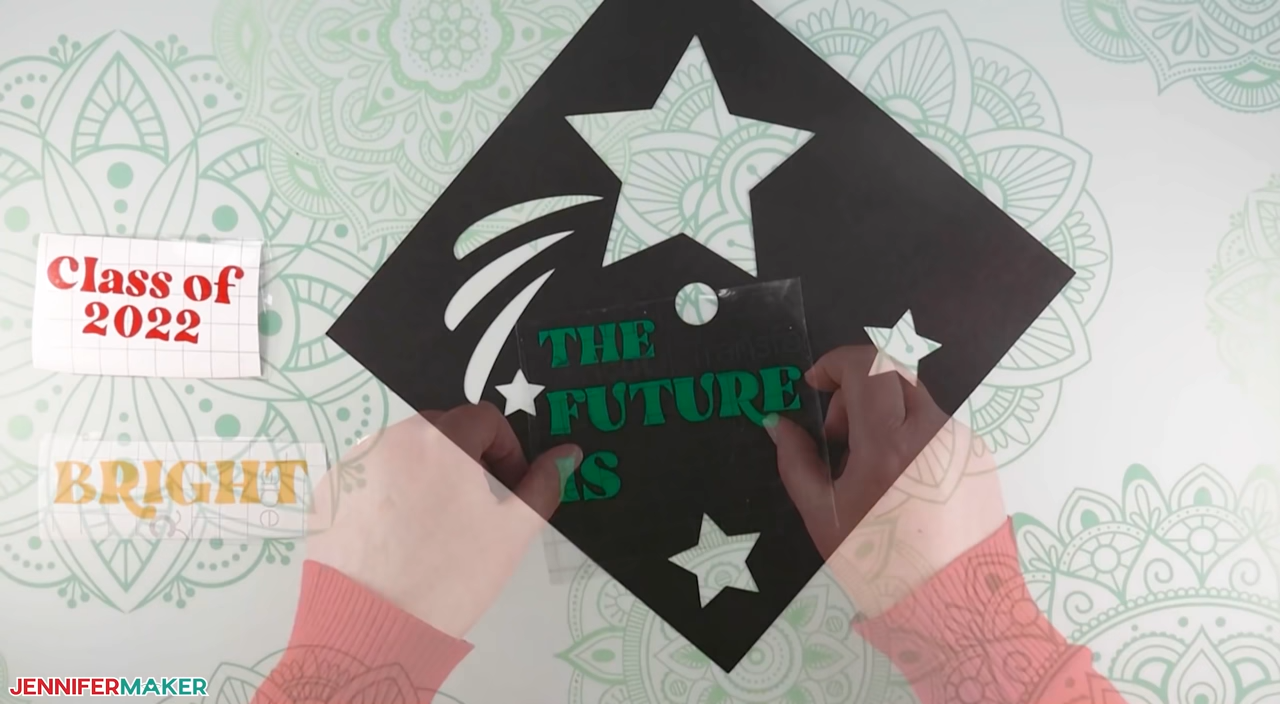 Class of
2022
BRIGHT
THE
FUTURE
IS
JENNIFERMAKER